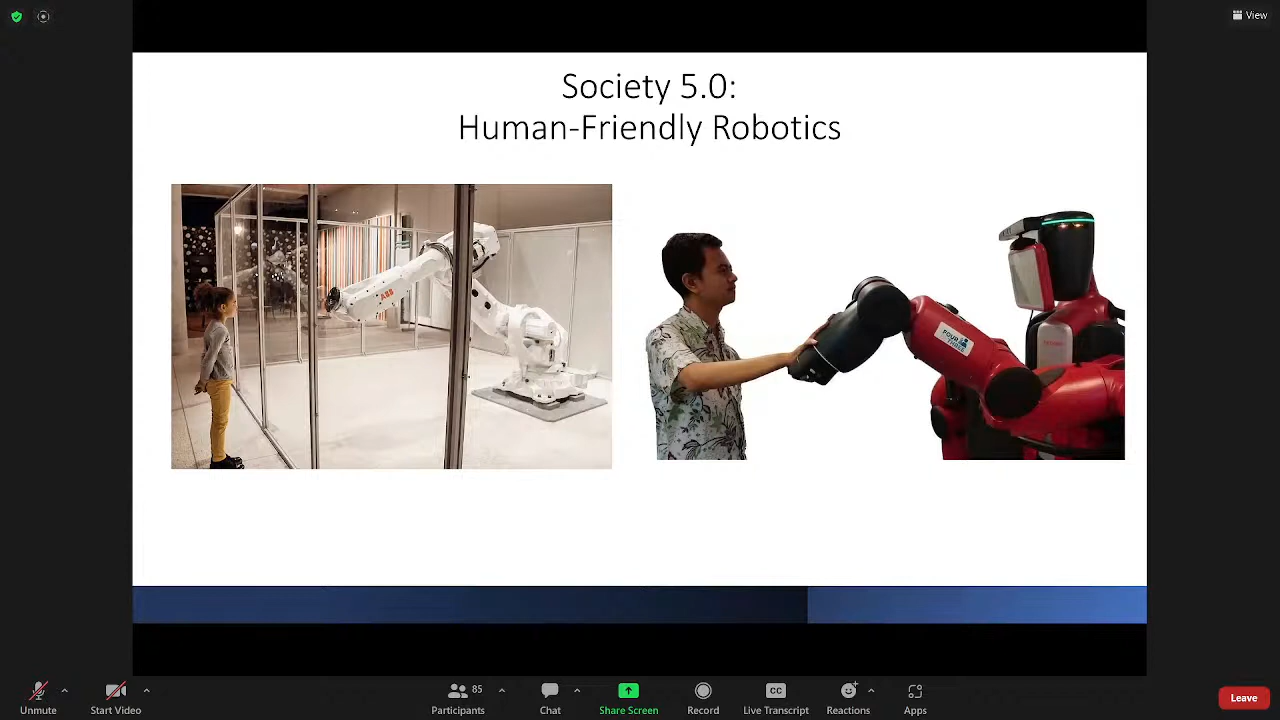 View
Society 5.0:
Human-Friendly Robotics
ABB
Unmute
Start Video
85
Participants
Chat
Share Screen
Record
CC
Live Transcript
Reactions
Apps
Leave